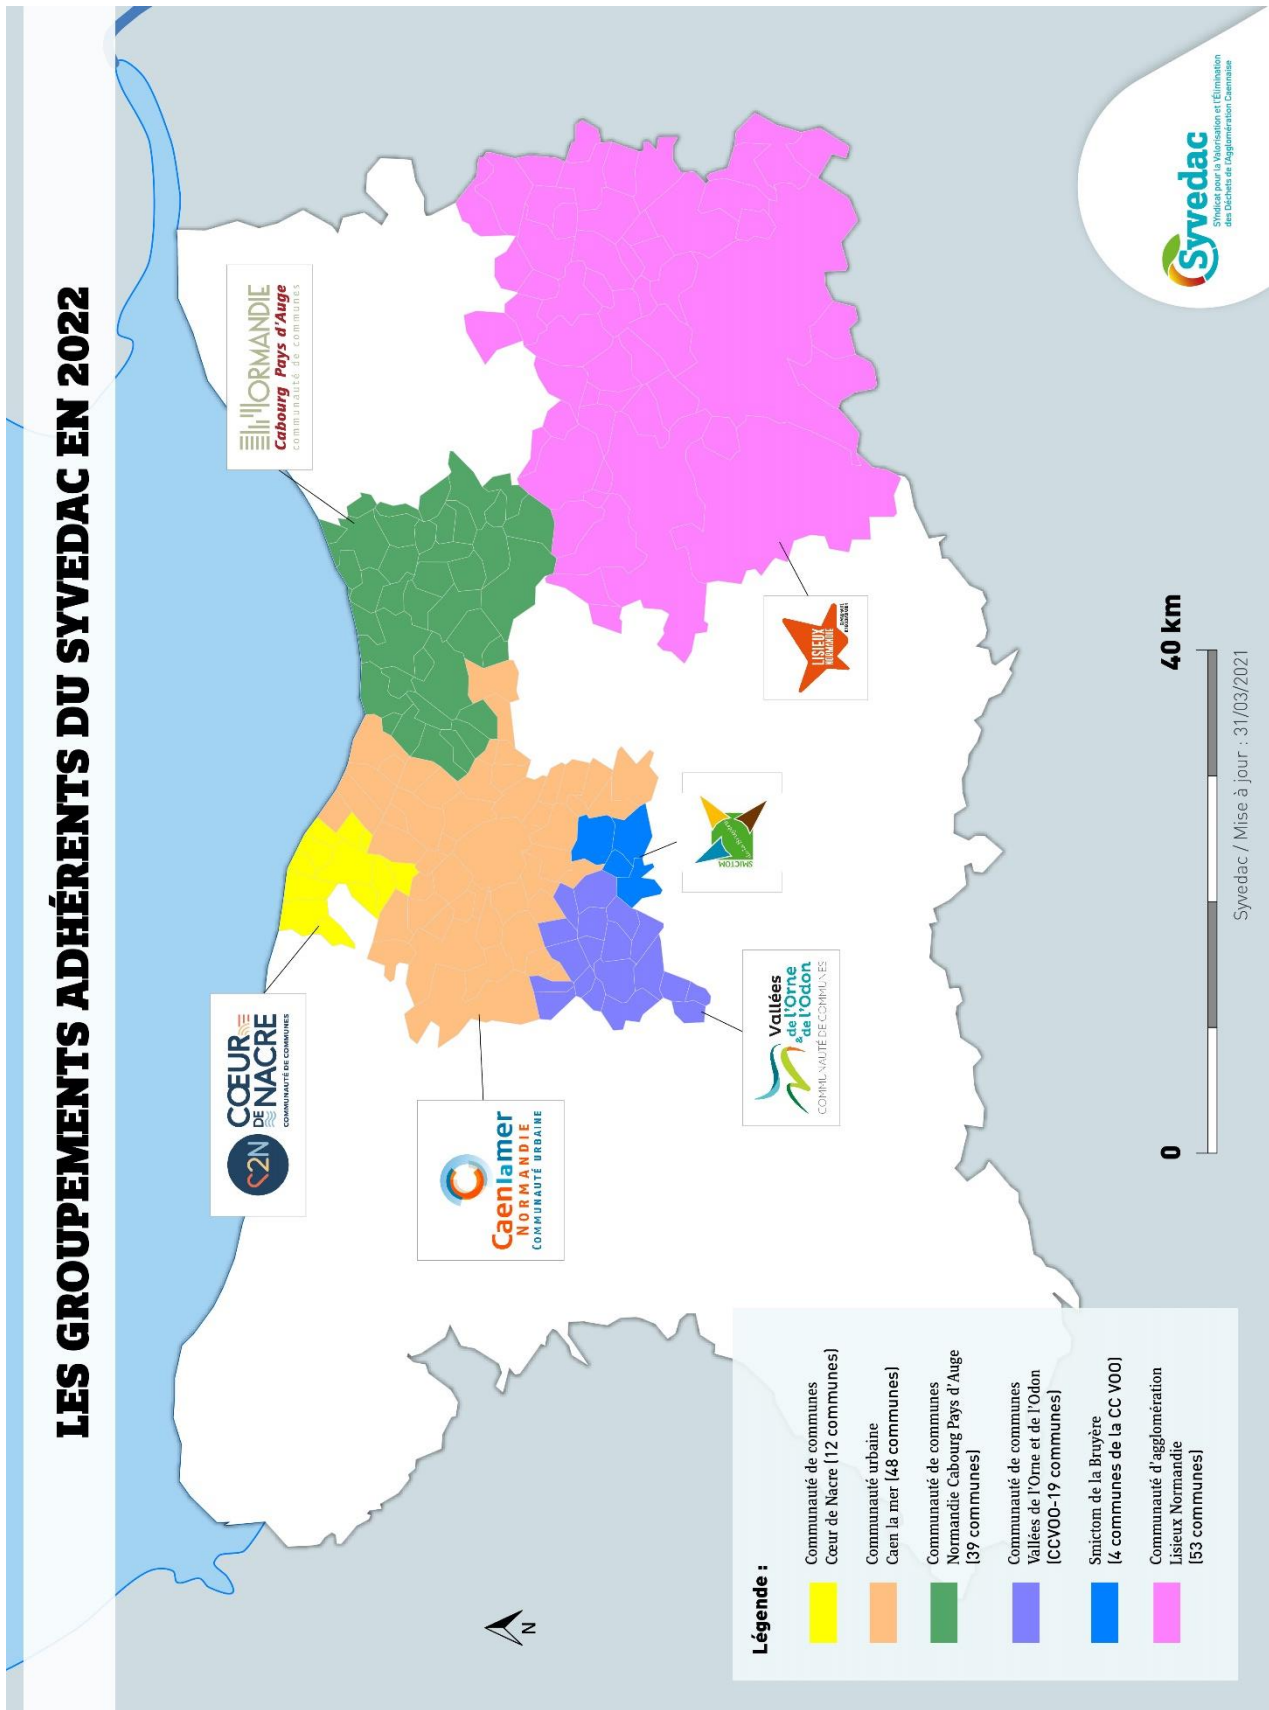 LES GROUPEMENTS ADHÉRENTS DU SYVEDAC EN 2022
C2N
CŒUR
DE NACRE
COMMUNAUTÉ DE COMMUNES
NORMANDIE
Cabourg Pays d'Auge
communauté de communes
Caenlamer
NORMANDIE
COMMUNAUTÉ URBAINE
Vallées
de l'Orne
& de l'Odon
COMMUNAUTÉ DE COMMUNES
SMICTOM
de la Bruyère
LISIEUX
NORMANDIE
N
Légende :
Communauté de communes
Cœur de Nacre (12 communes)
Communauté urbaine
Caen la mer (48 communes)
Communauté de communes
Normandie Cabourg Pays d'Auge
(39 communes)
Communauté de communes
Vallées de l'Orne et de l'Odon
(CCVOO-19 communes)
Smictom de la Bruyère
(4 communes de la CC VOO)
Communauté d'agglomération
Lisieux Normandie
(53 communes)
0
40 km
Syvedac / Mise à jour : 31/03/2021
Syvedac
SYndicat pour la Valorisation et l'Élimination
des Déchets de l'Agglomération Caennaise